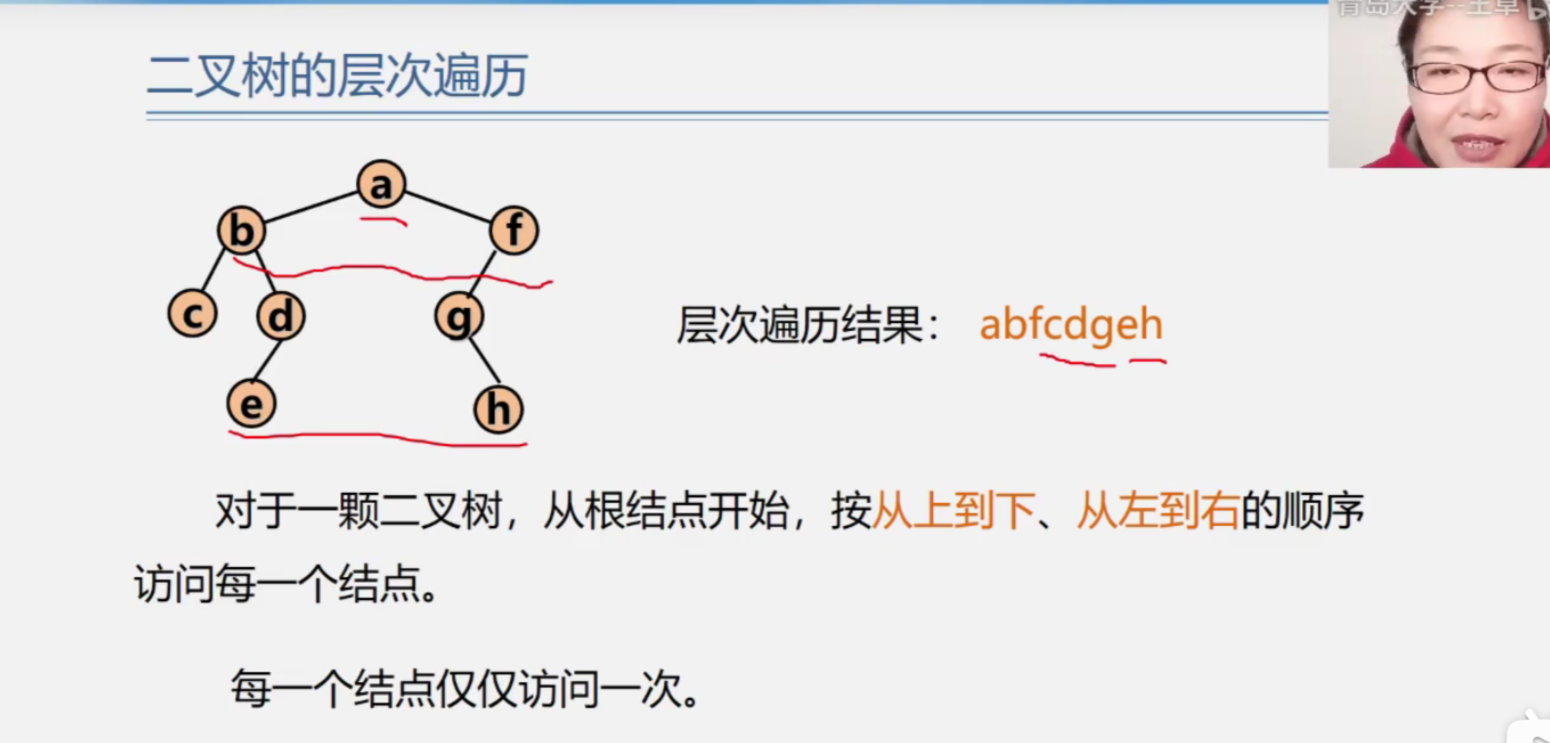 青岛大学--王卓
二叉树的层次遍历
a
b
f
c
d
g
e
h
层次遍历结果： abfcdgeh
对于一颗二叉树，从根结点开始，按从上到下、从左到右的顺序
访问每一个结点。
每一个结点仅仅访问一次。